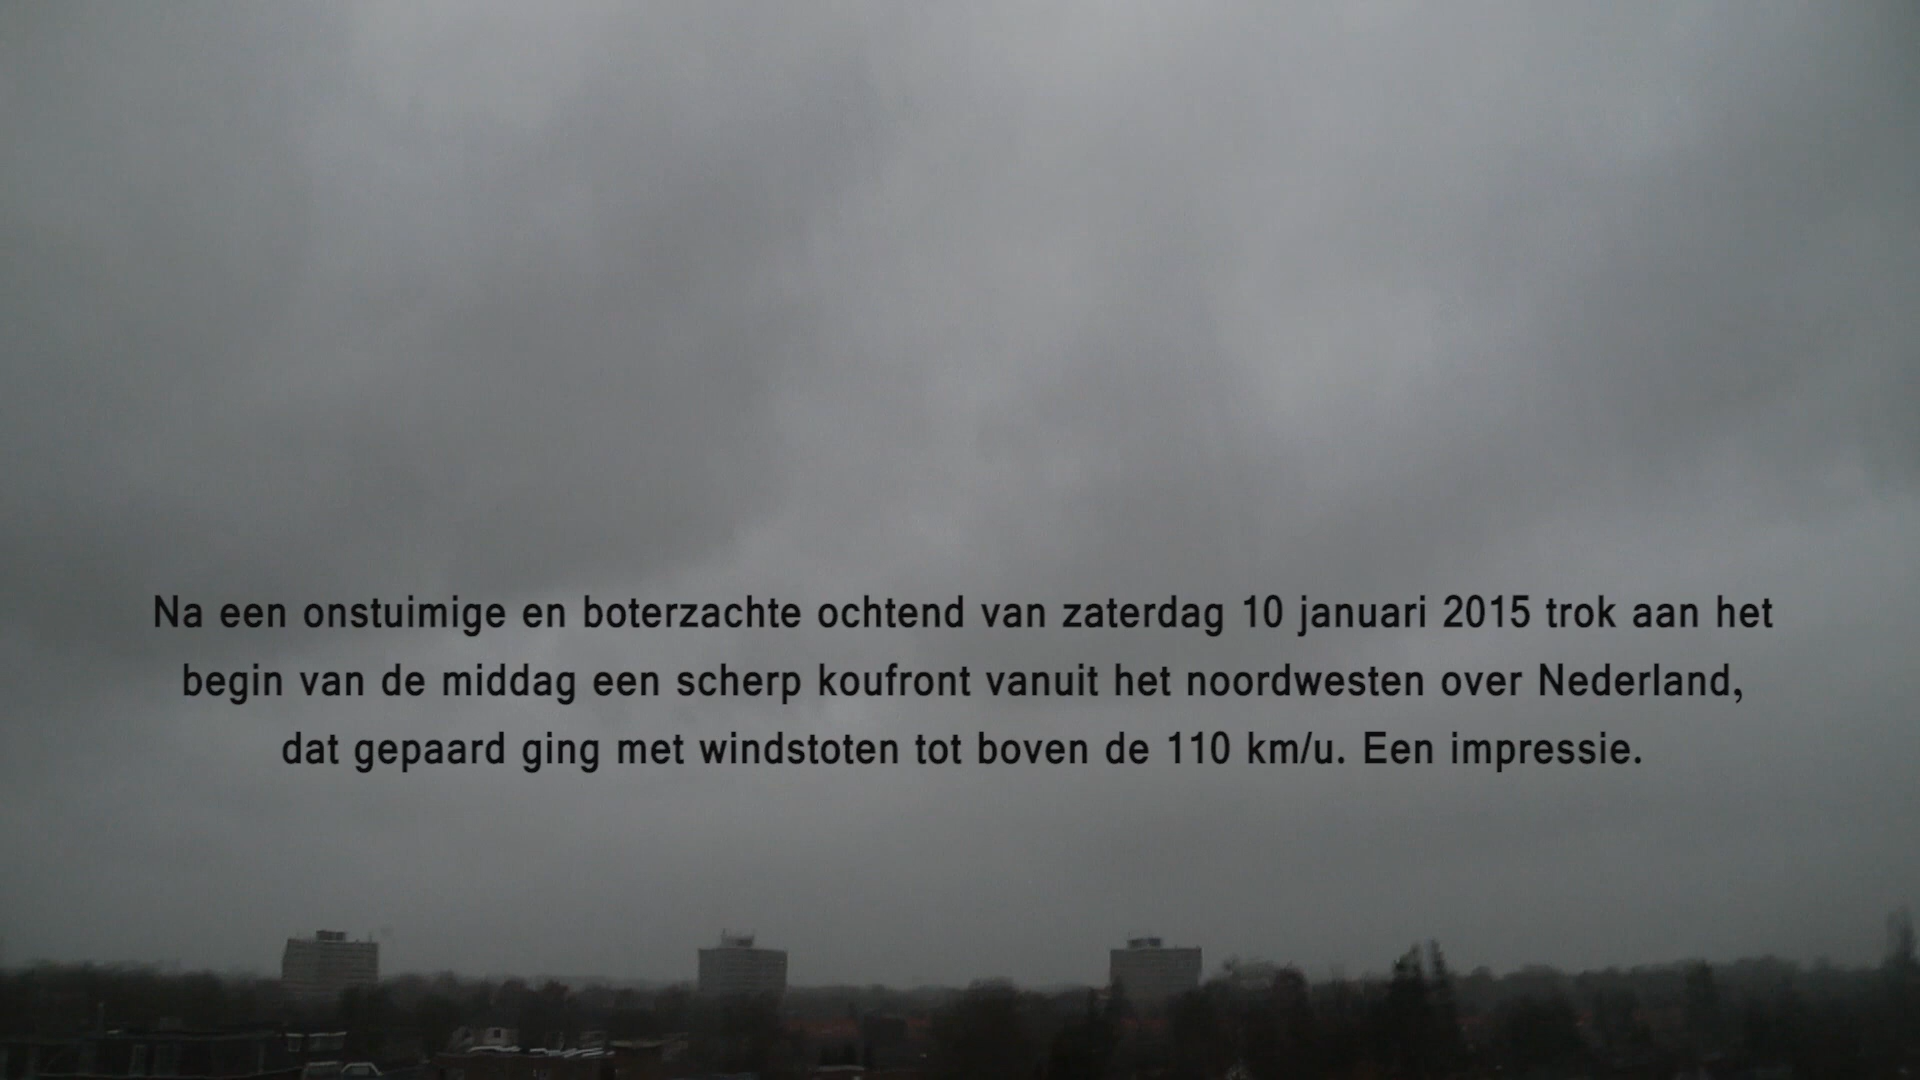 Na een onstuimige en boterzachte ochtend van zaterdag 10 januari 2015 trok aan het
begin van de middag een scherp koufront vanuit het noordwesten over Nederland,
dat gepaard ging met windstoten tot boven de 110 km/u. Een impressie.